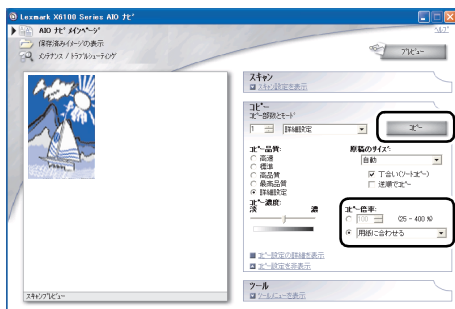 Lexmark X6100 Series AIO ナビ
AIO ナビ メインページ
ヘルプ
保存済みイメージの表示
メンテナンス / トラブルシューティング
プレビュー
スキャン
スキャン設定を表示
コピー
コピー部数とモード
1 詳細設定
コピー
コピー品質:
高速
標準
高品質
最高品質
詳細設定
原稿のサイズ:
自動
丁合い(ソートコピー)
逆順でコピー
コピー濃度:
淡 濃
コピー倍率:
100 (25 - 400 %)
用紙に合わせる
コピー設定の詳細を表示
コピー設定を非表示
ツール
ツールメニューを表示
スキャンプレビュー